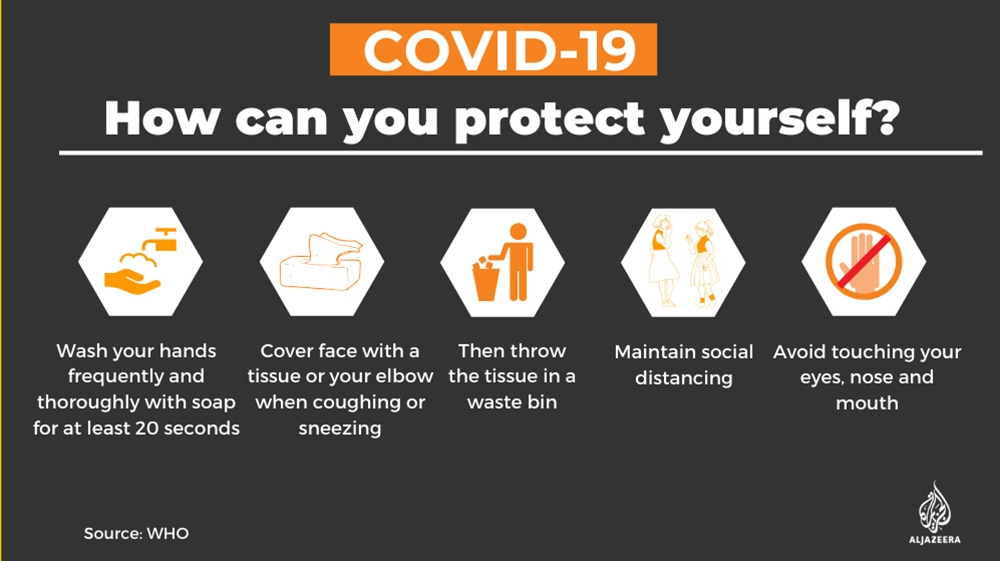 COVID-19
How can you protect yourself?
Wash your hands
frequently and
thoroughly with soap
for at least 20 seconds
Cover face with a
tissue or your elbow
when coughing or
sneezing
Then throw
the tissue in a
waste bin
Maintain social
distancing
Avoid touching your
eyes, nose and
mouth
Source: WHO
ALJAZEERA